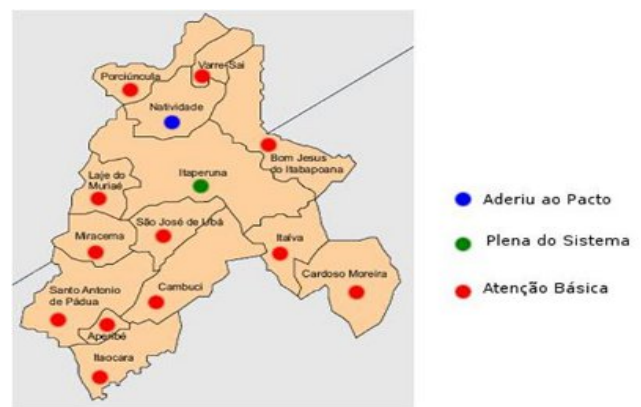 Varre-Sai
Porciúncula
Natividade
Bom Jesus
do Itabapoana
Itaperuna
Laje do
Muriaé
São José de Ubá
Miracema
Italva
Cardoso Moreira
Santo Antonio
de Pádua
Cambuci
Aperibé
Itaocara
Aderiu ao Pacto
Plena do Sistema
Atenção Básica